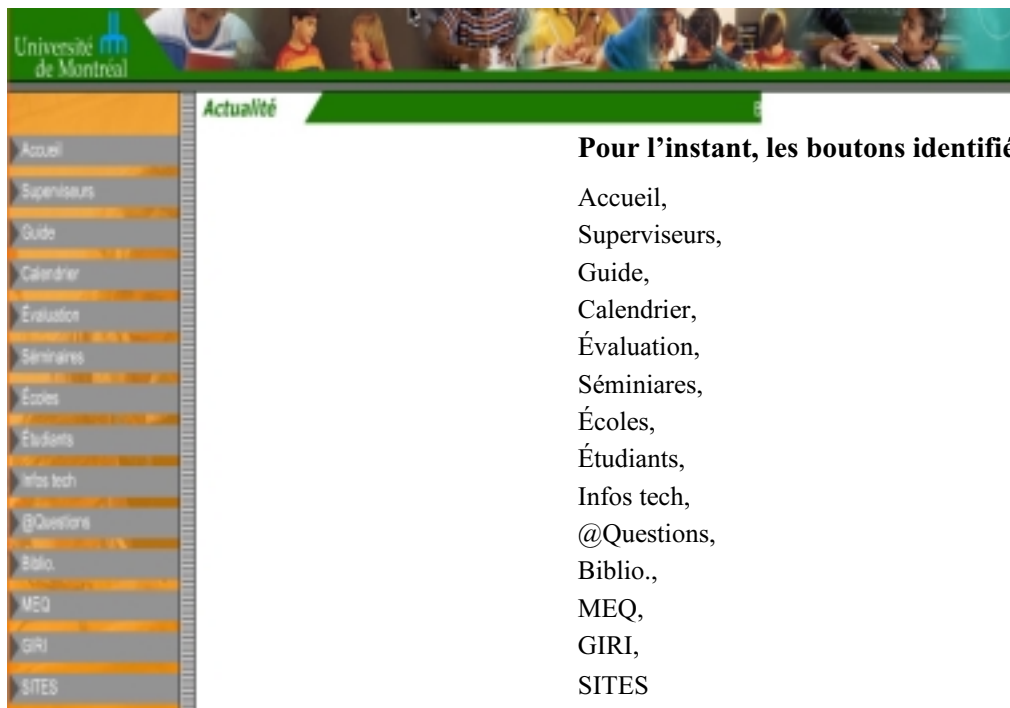 Université
de Montréal
Actualité
Accueil
Superviseurs
Guide
Calendrier
Évaluation
Séminaires
Écoles
Étudiants
Infos tech
@Questions
Biblio.
MEQ
GIRI
SITES
Pour l’instant, les boutons identifié
Accueil,
Superviseurs,
Guide,
Calendrier,
Évaluation,
Séminiares,
Écoles,
Étudiants,
Infos tech,
@Questions,
Biblio.,
MEQ,
GIRI,
SITES